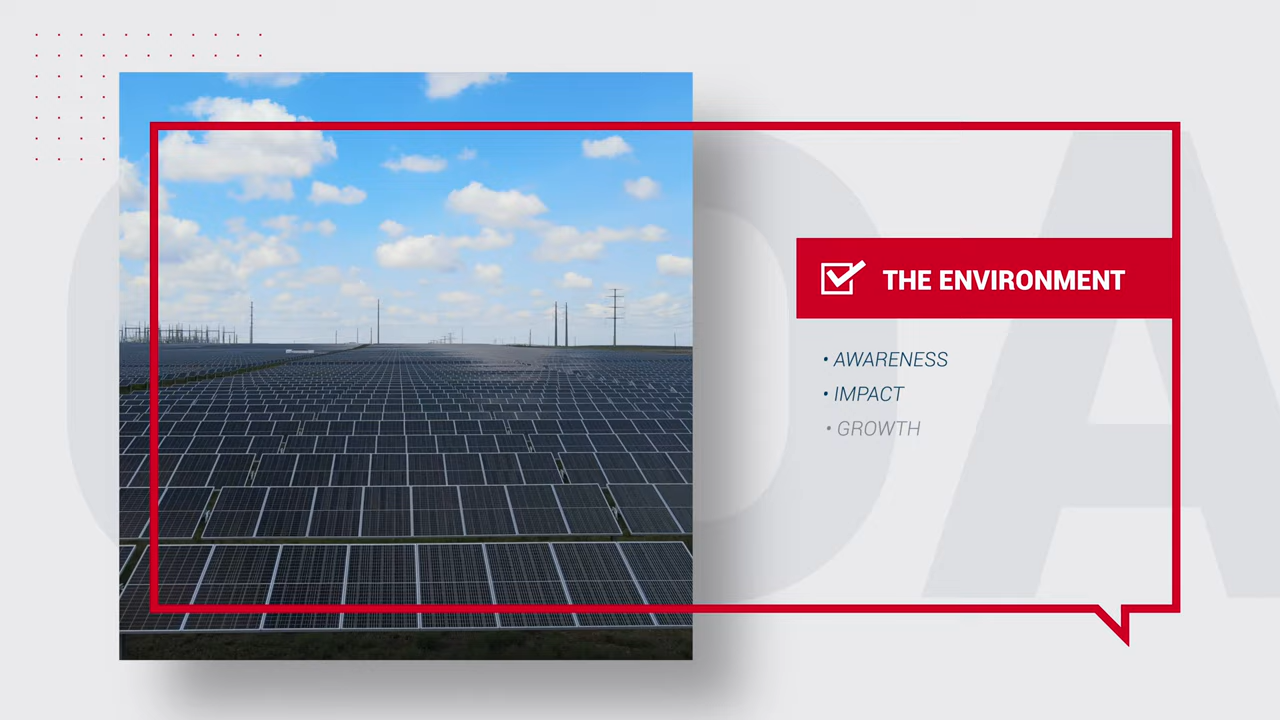 THE ENVIRONMENT
• AWARENESS
• IMPACT
• GROWTH